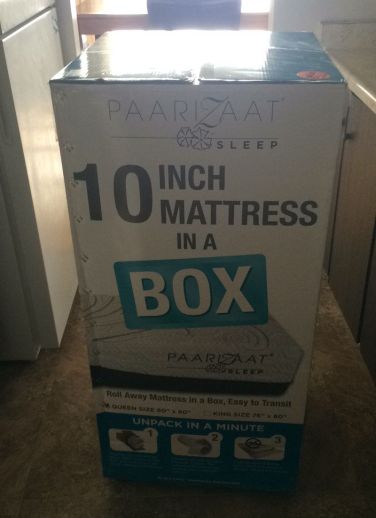 PAARIZAAT
SLEEP
10 INCH
MATTRESS
IN A
BOX
PAARIZAAT
SLEEP
Roll Away Mattress in a Box, Easy to Transit
QUEEN SIZE 60" x 80" KING SIZE 76" x 80"
UNPACK IN A MINUTE
1 2 3